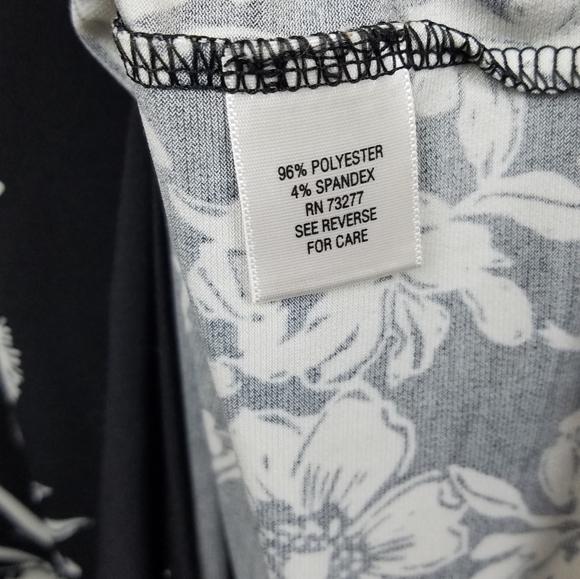 96% POLYESTER
4% SPANDEX
RN 73277
SEE REVERSE
FOR CARE